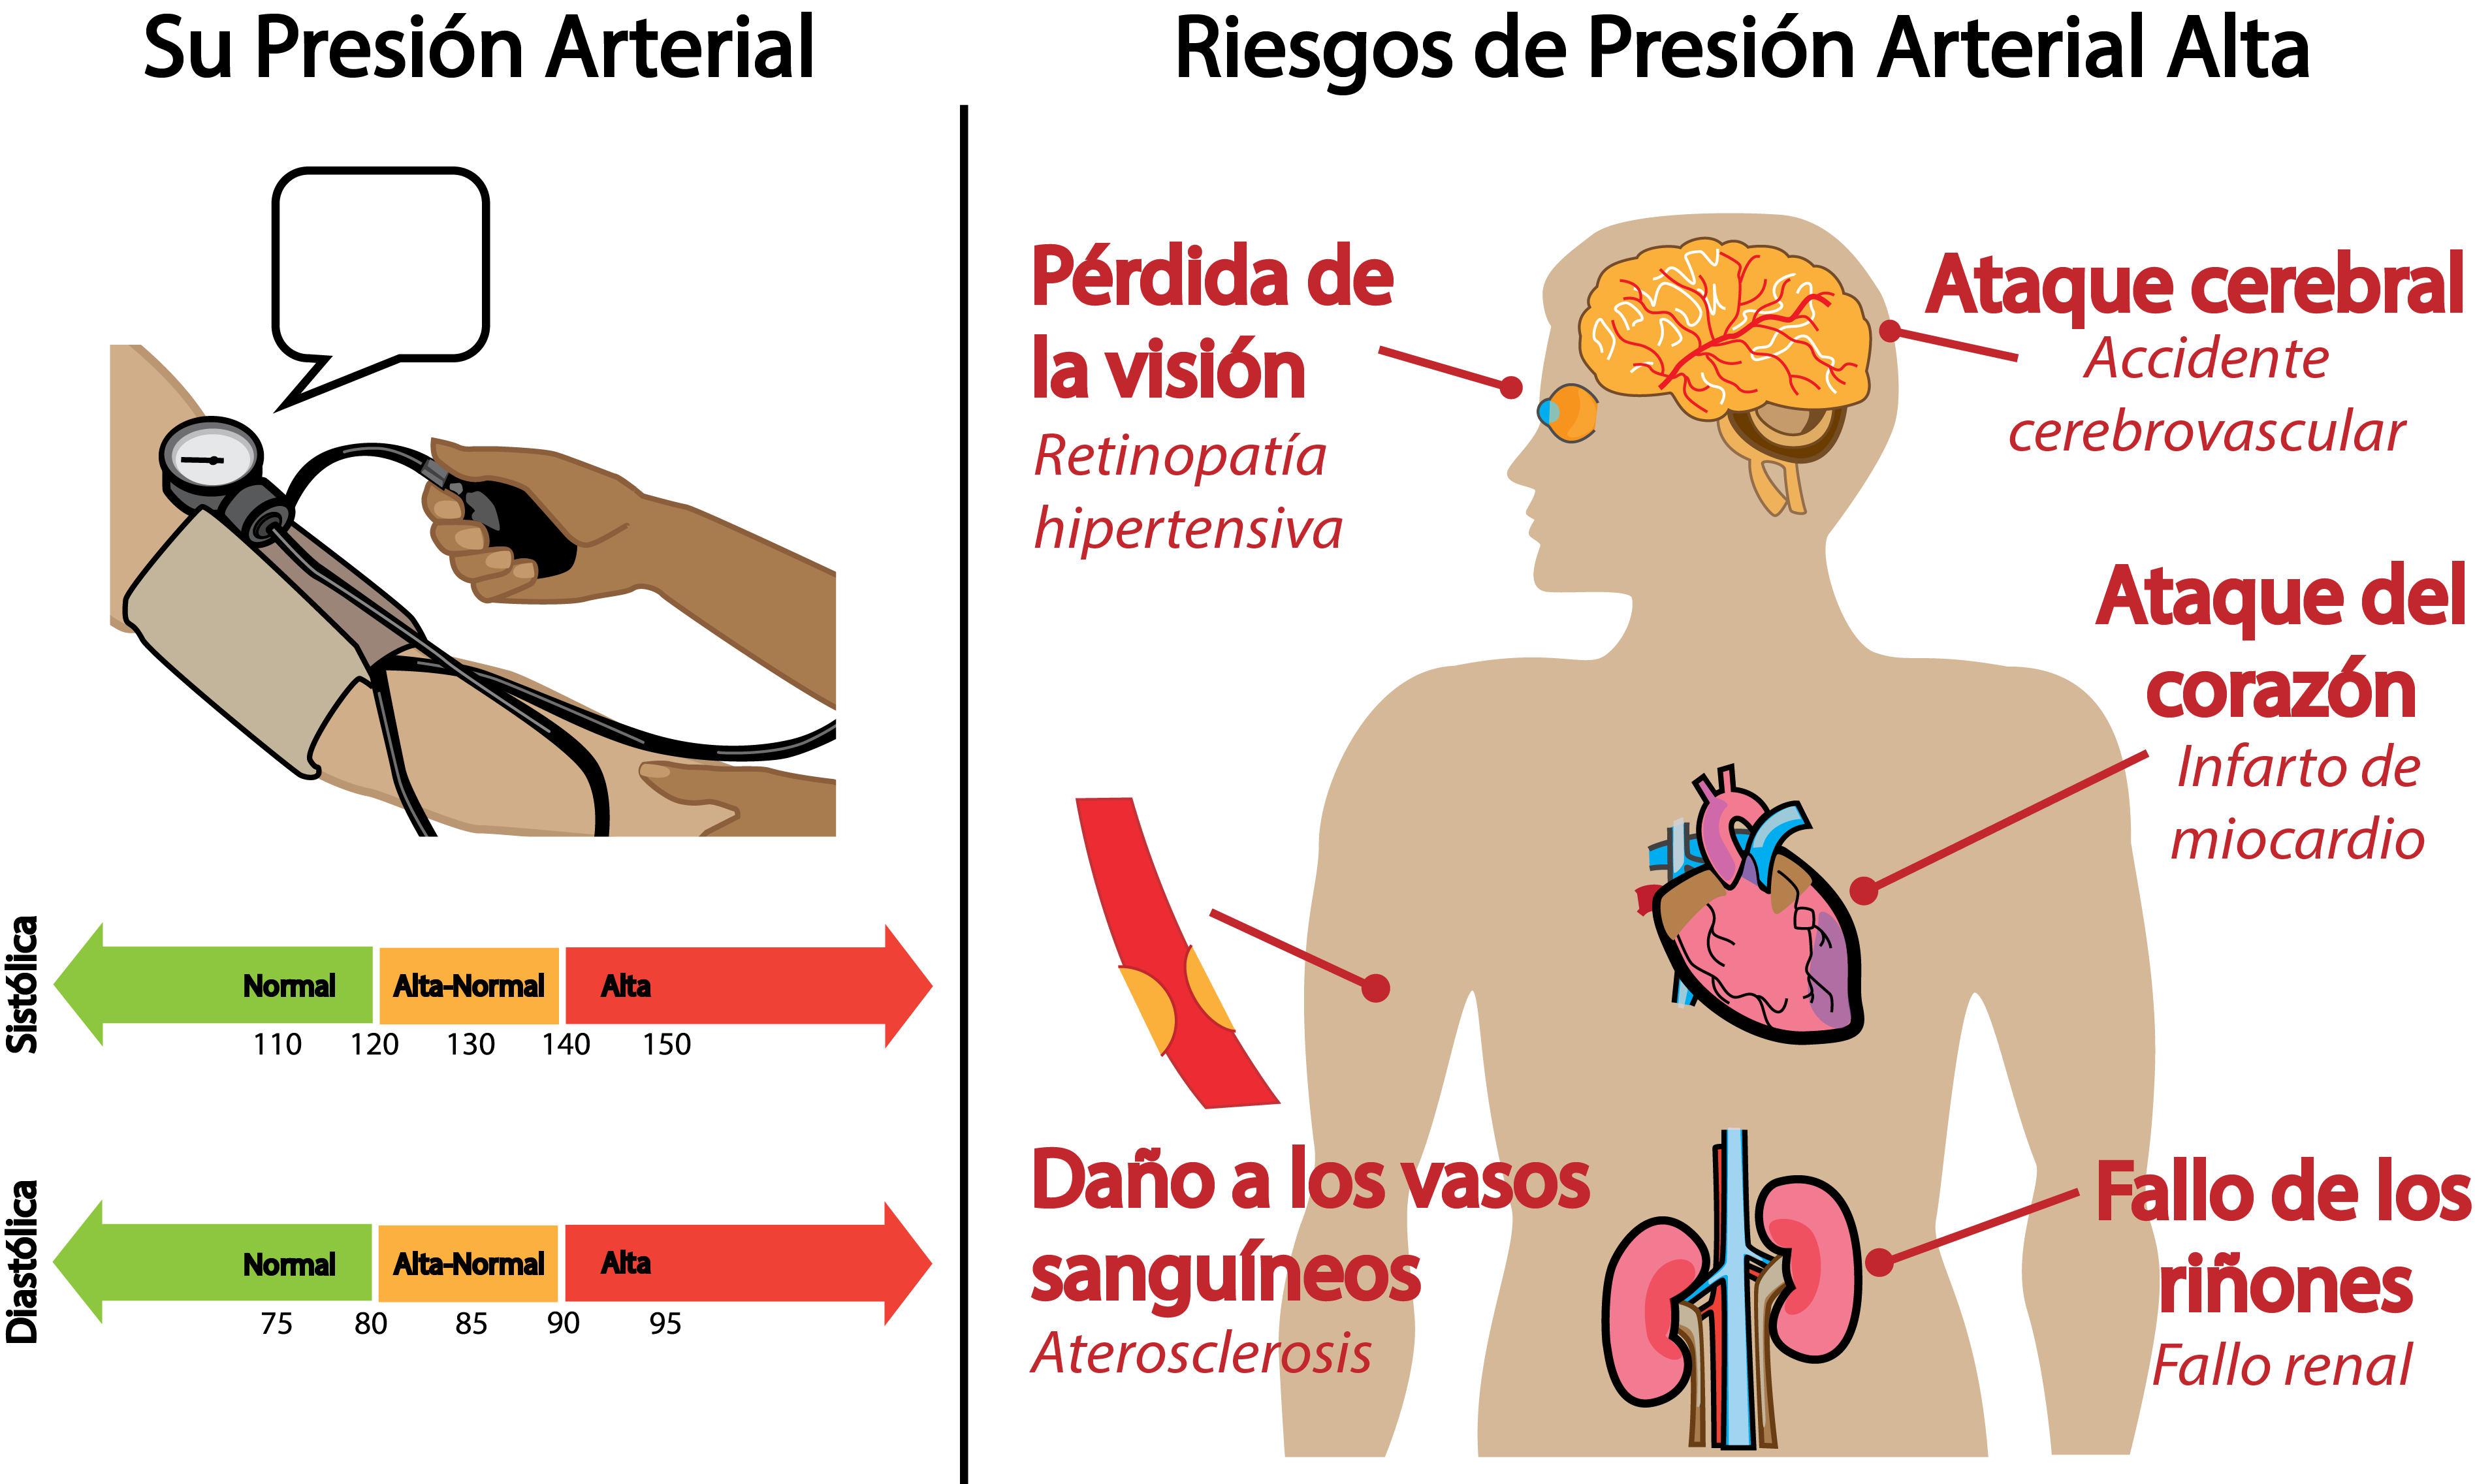 Su Presión Arterial
Sistólica
Normal
Alta-Normal
Alta
110 120 130 140 150
Diastólica
Normal
Alta-Normal
Alta
75 80 85 90 95
Riesgos de Presión Arterial Alta
Pérdida de
la visión
Retinopatía
hipertensiva
Ataque cerebral
Accidente
cerebrovascular
Ataque del
corazón
Infarto de
miocardio
Daño a los vasos
sanguíneos
Aterosclerosis
Fallo de los
riñones
Fallo renal